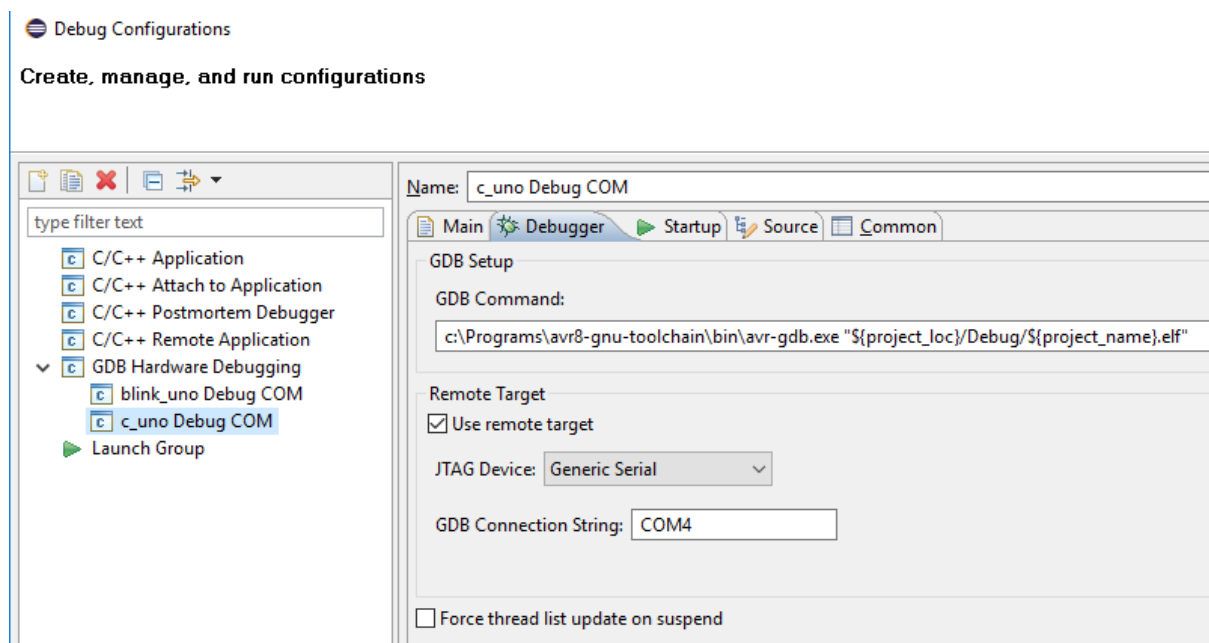 Debug Configurations
Create, manage, and run configurations
type filter text
C/C++ Application
C/C++ Attach to Application
C/C++ Postmortem Debugger
C/C++ Remote Application
GDB Hardware Debugging
blink_uno Debug COM
c_uno Debug COM
Launch Group
Name: c_uno Debug COM
Main Debugger Startup Source Common
GDB Setup
GDB Command:
c:\Programs\avr8-gnu-toolchain\bin\avr-gdb.exe "${project_loc}/Debug/${project_name}.elf"
Remote Target
Use remote target
JTAG Device: Generic Serial
GDB Connection String: COM4
Force thread list update on suspend